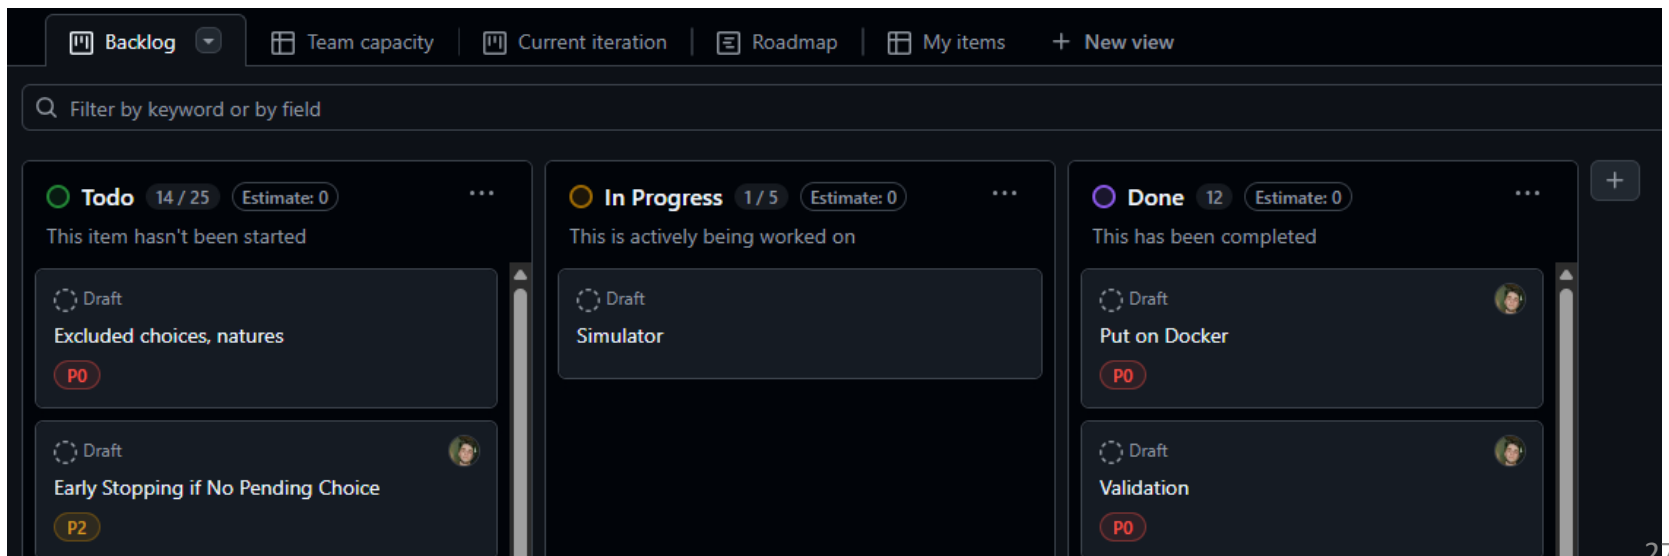 Backlog
Team capacity
Current iteration
Roadmap
My items
New view
Filter by keyword or by field
Todo 14 / 25 Estimate: 0
This item hasn't been started
Draft
Excluded choices, natures
P0
Draft
Early Stopping if No Pending Choice
P2
In Progress 1 / 5 Estimate: 0
This is actively being worked on
Draft
Simulator
Done 12 Estimate: 0
This has been completed
Draft
Put on Docker
P0
Draft
Validation
P0